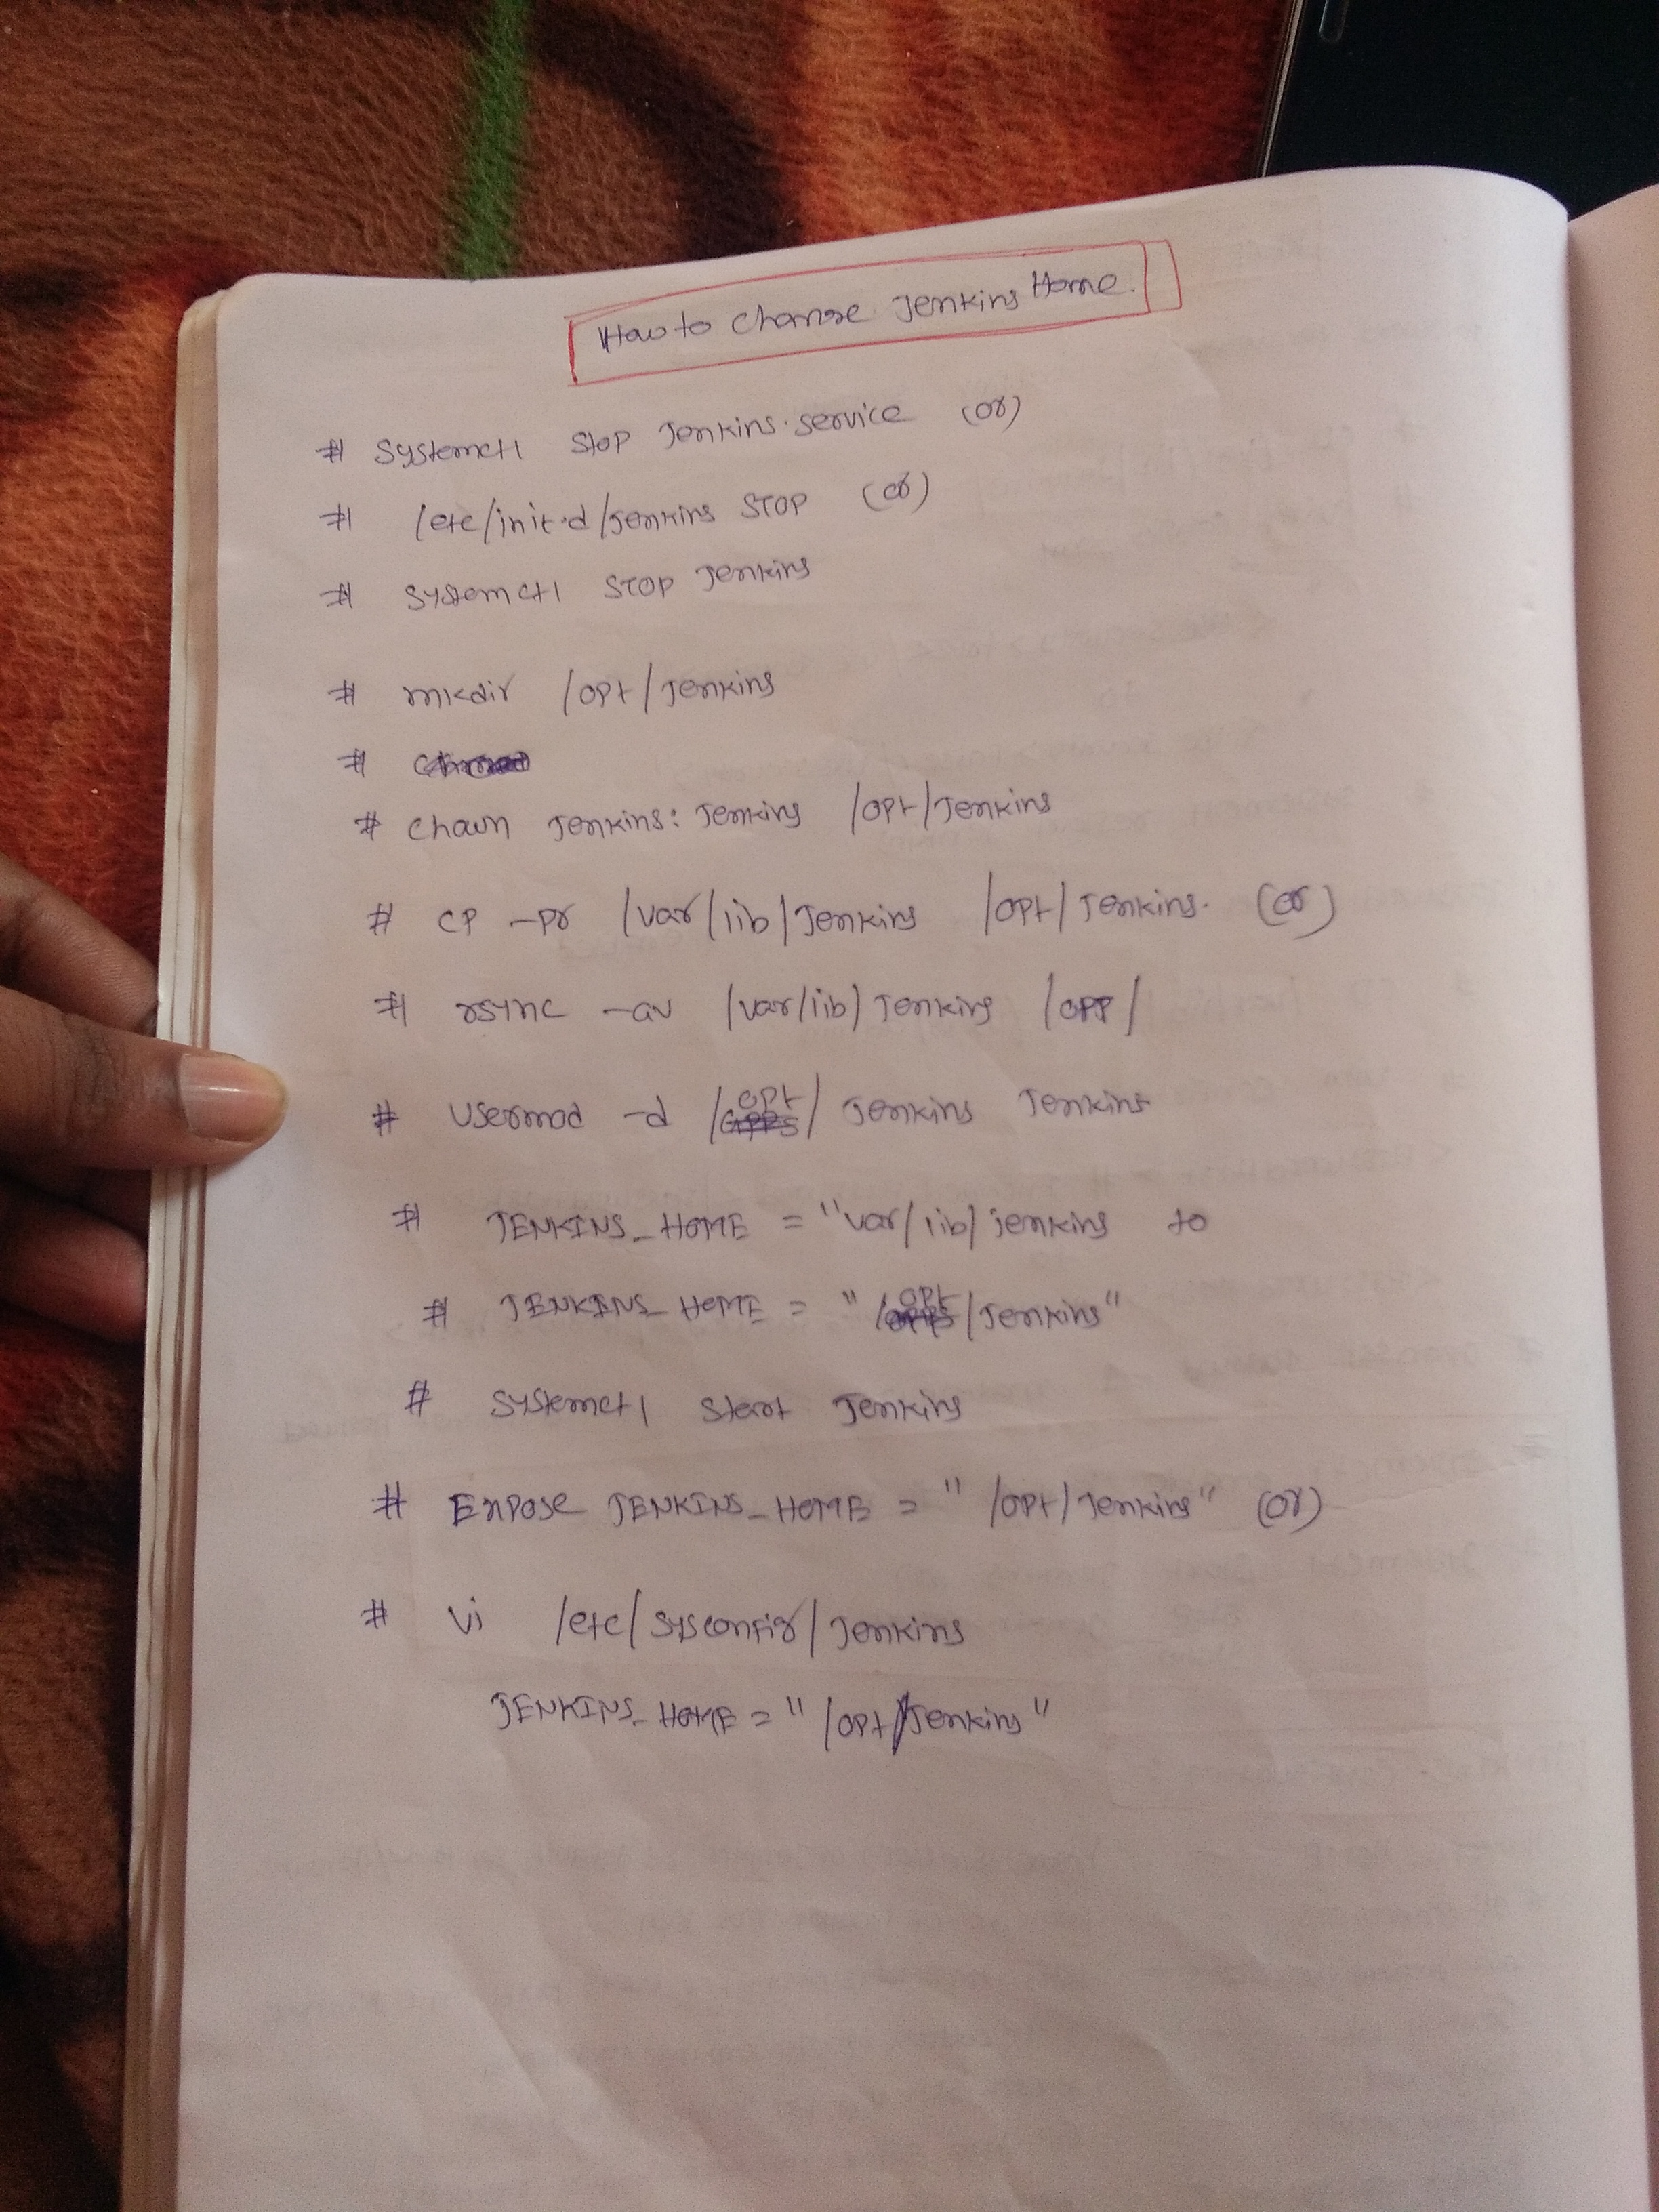 How to change Jenkins Home.
# systemctl stop Jenkins.service (or)
# /etc/init.d/Jenkins STOP (or)
# systemctl STOP Jenkins
# mkdir /opt/Jenkins
#
# chown Jenkins: Jenkins /opt/Jenkins
# cp -pr /var/lib/Jenkins /opt/Jenkins. (or)
# rsync -av /var/lib/Jenkins /opp/
# usermod -d /opt/ Jenkins Jenkins
# JENKINS_HOME = "var/lib/jenkins to
# JENKINS_HOME = "/opt/Jenkins"
# systemctl start Jenkins
# Expose JENKINS_HOME = "/opt/Jenkins" (or)
# vi /etc/sysconfig/Jenkins
JENKINS_HOME = "/opt/Jenkins"